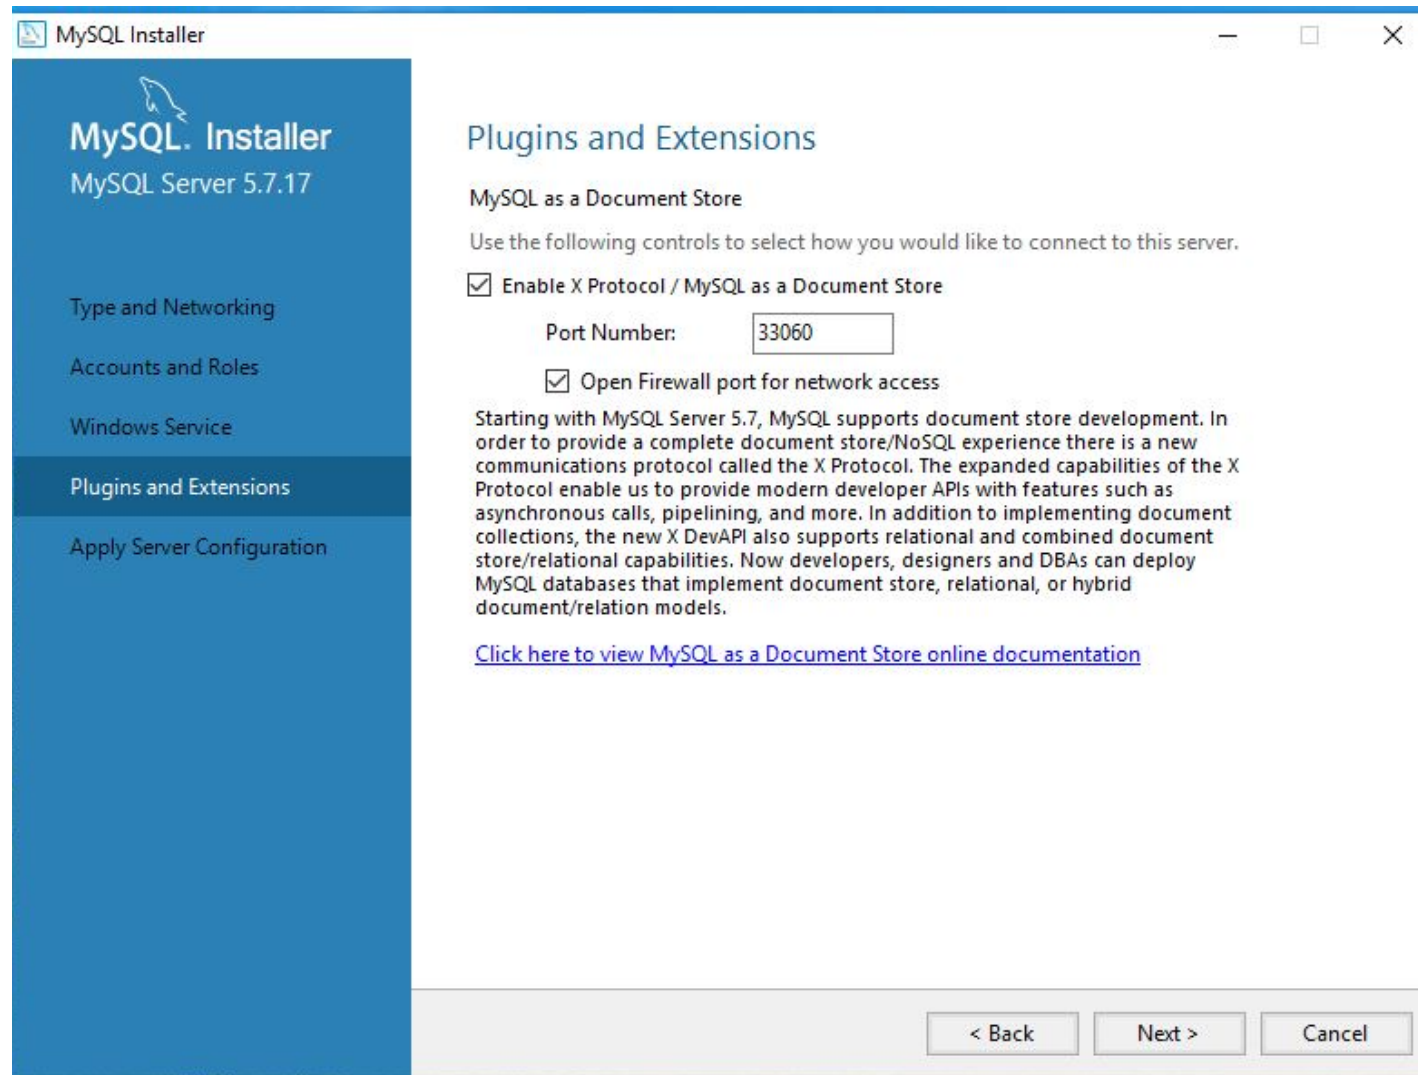 MySQL Installer
MySQL. Installer
MySQL Server 5.7.17
Type and Networking
Accounts and Roles
Windows Service
Plugins and Extensions
Apply Server Configuration
Plugins and Extensions
MySQL as a Document Store
Use the following controls to select how you would like to connect to this server.
Enable X Protocol / MySQL as a Document Store
Port Number: 33060
Open Firewall port for network access
Starting with MySQL Server 5.7, MySQL supports document store development. In
order to provide a complete document store/NoSQL experience there is a new
communications protocol called the X Protocol. The expanded capabilities of the X
Protocol enable us to provide modern developer APIs with features such as
asynchronous calls, pipelining, and more. In addition to implementing document
collections, the new X DevAPI also supports relational and combined document
store/relational capabilities. Now developers, designers and DBAs can deploy
MySQL databases that implement document store, relational, or hybrid
document/relation models.
Click here to view MySQL as a Document Store online documentation
< Back Next > Cancel